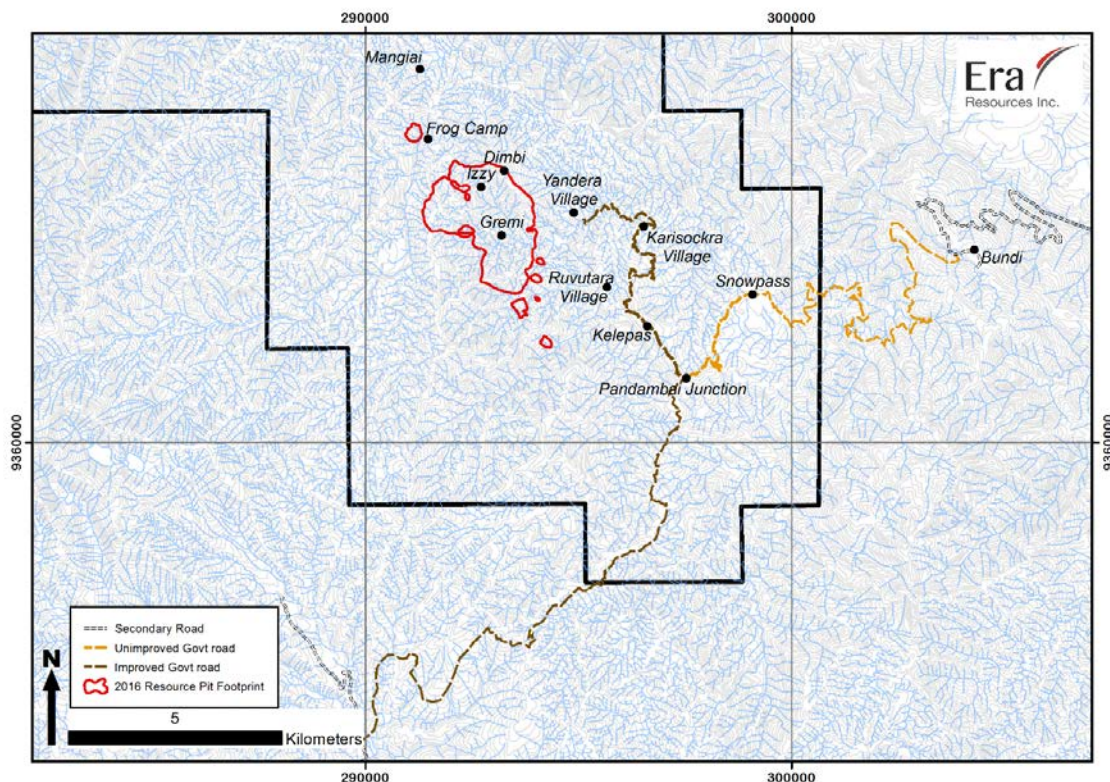 290000
300000
Era
Resources Inc.
Mangiai
Frog Camp
Dimbi
Izzy
Yandera
Village
Gremi
Karisockra
Village
Bundi
Ruvutara
Village
Snowpass
Kelepas
Pandambai Junction
9360000
9360000
Secondary Road
Unimproved Govt road
Improved Govt road
2016 Resource Pit Footprint
N
5
Kilometers
290000
300000